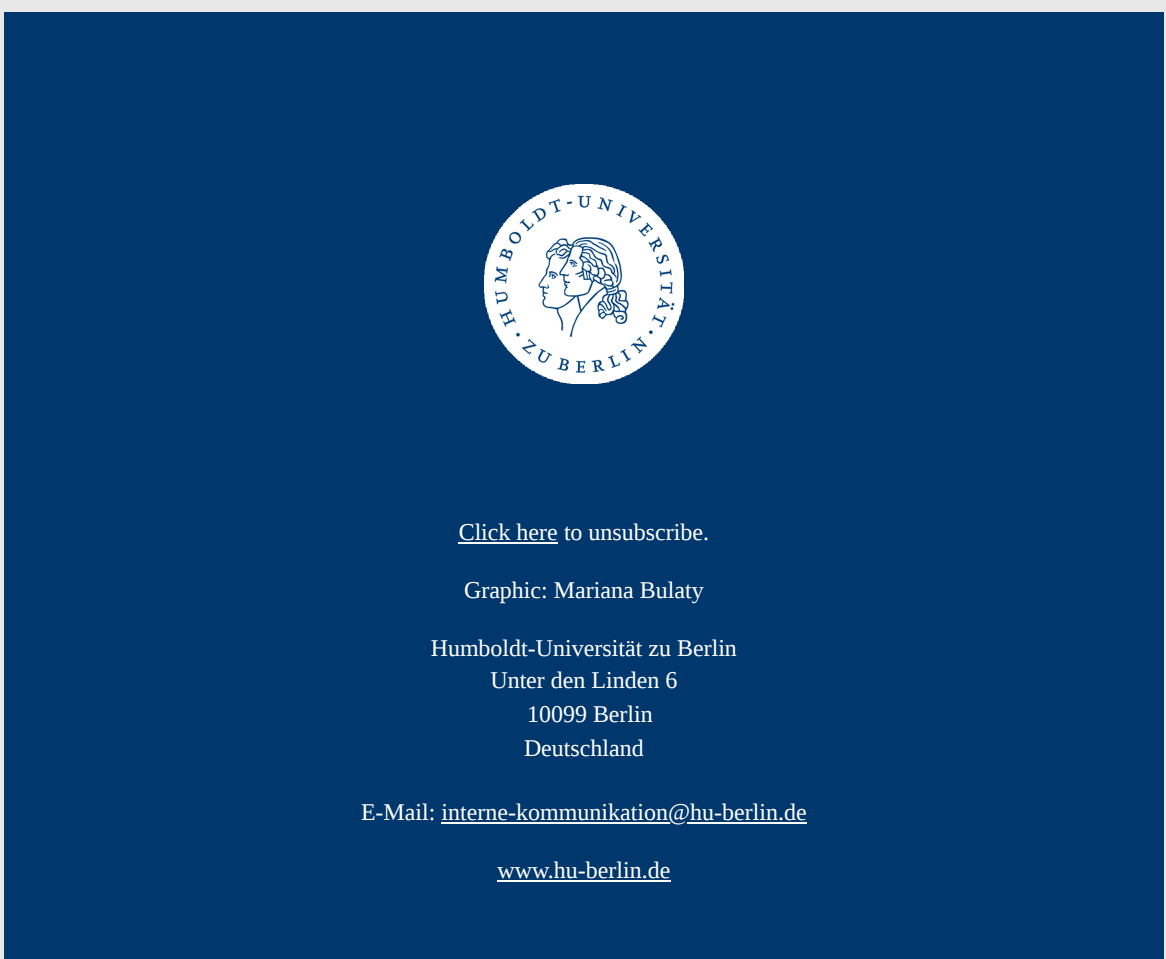 HUMBOLDT-UNIVERSITÄT
· ZU BERLIN ·
Click here to unsubscribe.
Graphic: Mariana Bulaty
Humboldt-Universität zu Berlin
Unter den Linden 6
10099 Berlin
Deutschland
E-Mail: interne-kommunikation@hu-berlin.de
www.hu-berlin.de